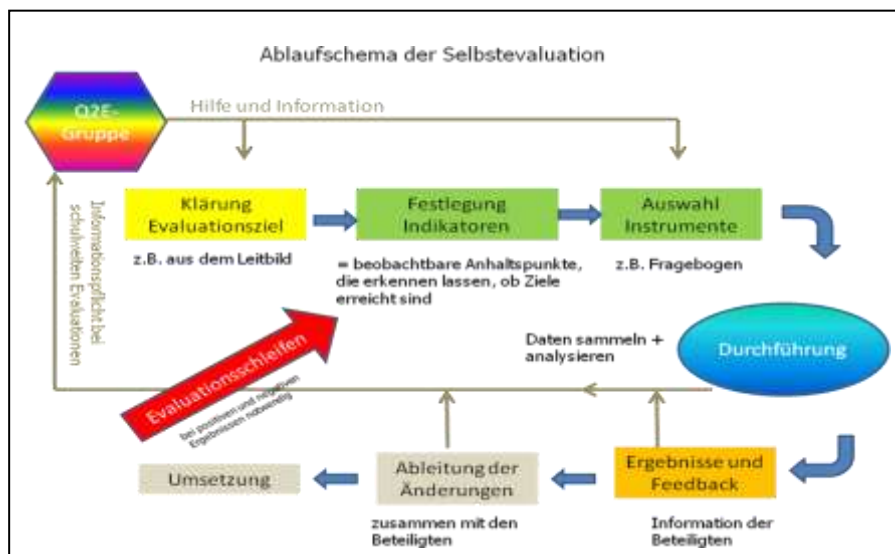 Ablaufschema der Selbstevaluation
Q2E-
Gruppe
Hilfe und Information
Informationspflicht bei
schulweiten Evaluationen
Klärung
Evaluationsziel
z.B. aus dem Leitbild
Festlegung
Indikatoren
= beobachtbare Anhaltspunkte,
die erkennen lassen, ob Ziele
erreicht sind
Auswahl
Instrumente
z.B. Fragebogen
Daten sammeln +
analysieren
Durchführung
Evaluationsschleifen
bei positiven und negativen
Ergebnissen notwendig
Umsetzung
Ableitung der
Änderungen
zusammen mit den
Beteiligten
Ergebnisse und
Feedback
Information der
Beteiligten